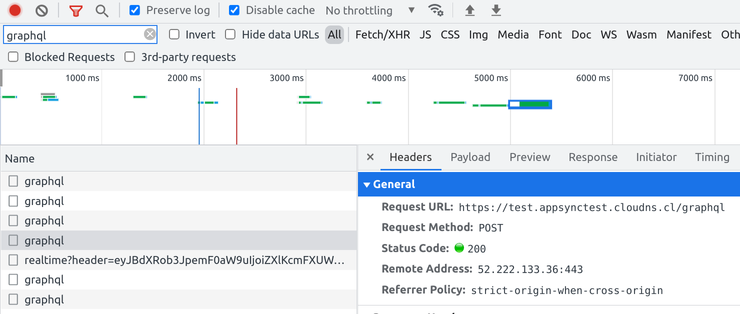 Preserve log Disable cache No throttling
graphql Invert Hide data URLs All Fetch/XHR JS CSS Img Media Font Doc WS Wasm Manifest Oth
Blocked Requests 3rd-party requests
1000 ms 2000 ms 3000 ms 4000 ms 5000 ms 6000 ms 7000 ms
Name
graphql
graphql
graphql
graphql
realtime?header=eyJBdXRob3JpemF0aW9uIjoiZXlKcmFXUW...
graphql
graphql
Headers Payload Preview Response Initiator Timing
General
Request URL: https://test.appsynctest.cloudns.cl/graphql
Request Method: POST
Status Code: 200
Remote Address: 52.222.133.36:443
Referrer Policy: strict-origin-when-cross-origin